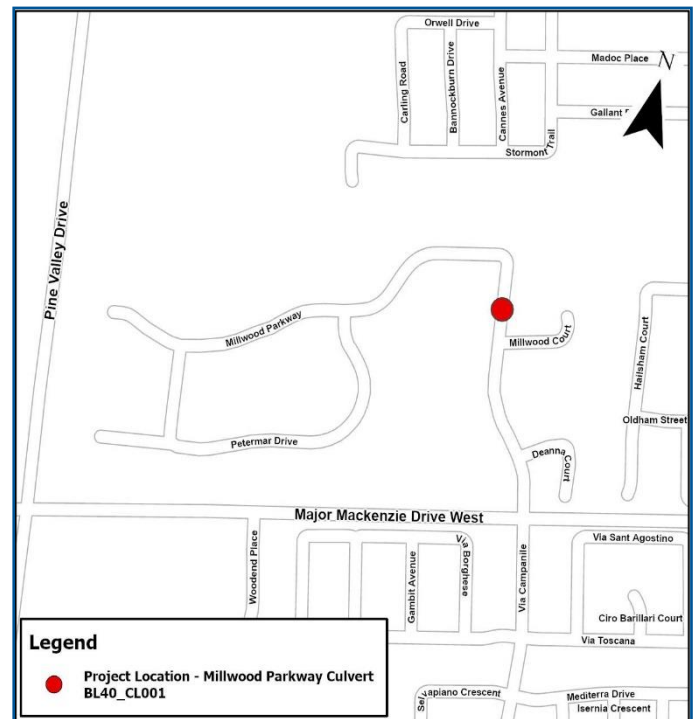 Orwell Drive
Madoc Place
N
Carling Road
Bannockburn Drive
Cannes Avenue
Gallant
Stormont Trail
Pine Valley Drive
Millwood Parkway
Millwood Court
Hailsham Court
Oldham Street
Petermar Drive
Deanna Court
Major Mackenzie Drive West
Woodend Place
Gambit Avenue
Via Borghese
Via Campanile
Via Sant Agostino
Ciro Barillari Court
Via Toscana
Mediterra Drive
Isernia Crescent
Crescent
Legend
Project Location - Millwood Parkway Culvert
BL40_CL001